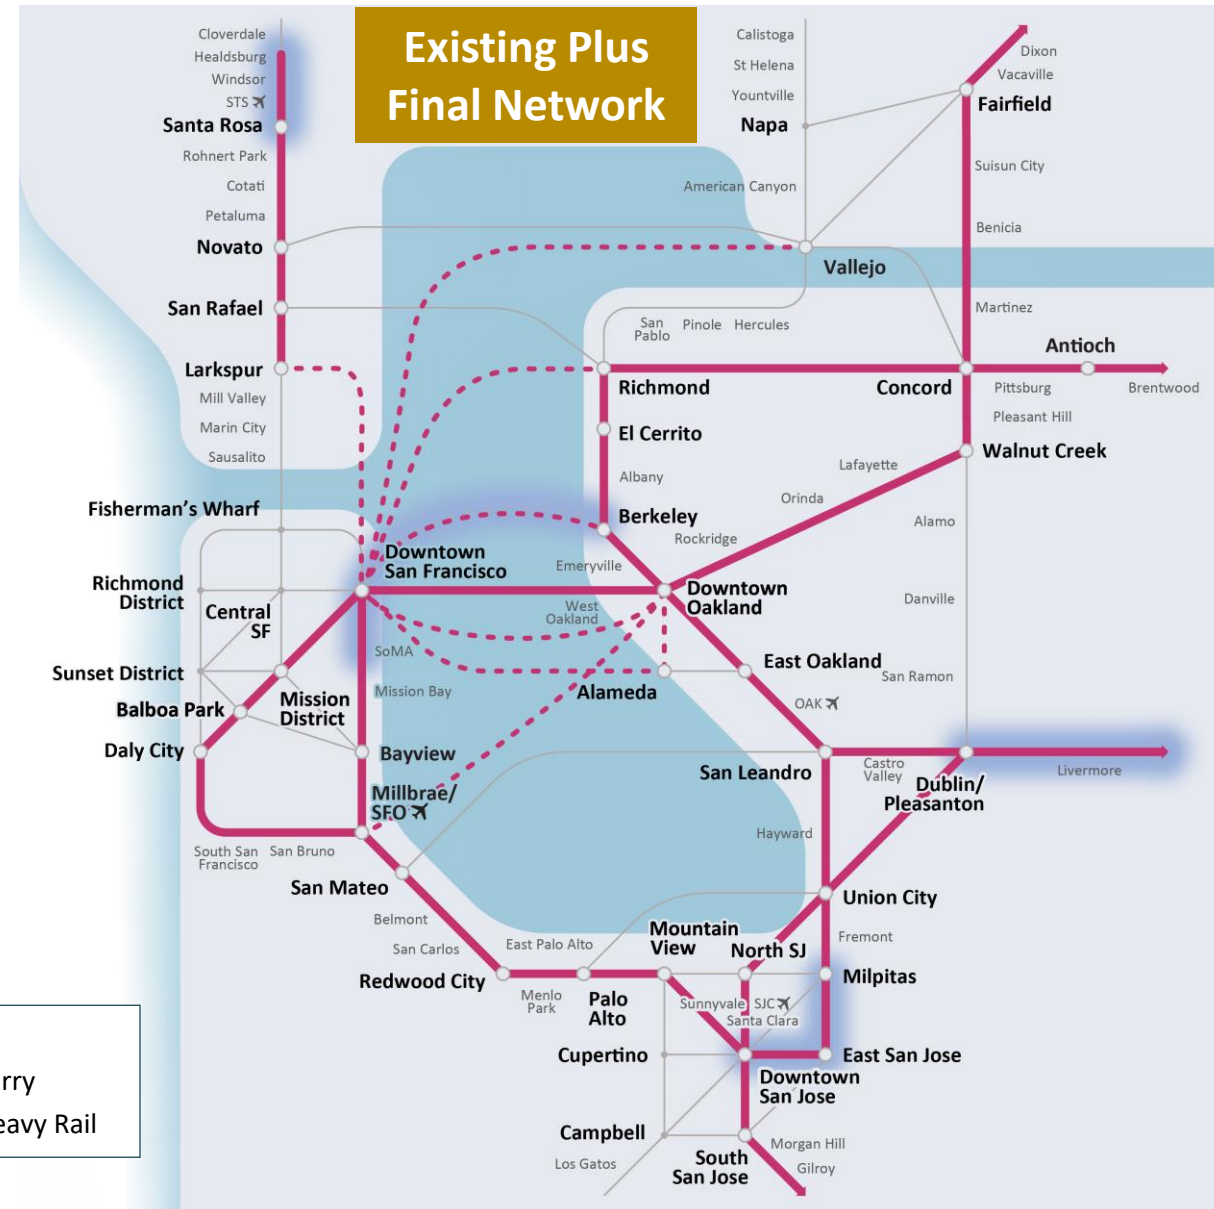 Existing Plus
Final Network
Cloverdale
Healdsburg
Windsor
STS
Santa Rosa
Rohnert Park
Cotati
Petaluma
Novato
San Rafael
Larkspur
Mill Valley
Marin City
Sausalito
Calistoga
St Helena
Yountville
Napa
American Canyon
Vallejo
Dixon
Vacaville
Fairfield
Suisun City
Benicia
Martinez
San
Pablo
Pinole
Hercules
Antioch
Richmond
Concord
Pittsburg
Brentwood
Pleasant Hill
El Cerrito
Walnut Creek
Albany
Lafayette
Orinda
Berkeley
Rockridge
Alamo
Fisherman's Wharf
Downtown
San Francisco
Emeryville
Richmond
District
Central
SF
West
Oakland
Downtown
Oakland
Danville
SoMA
Sunset District
Mission Bay
Alameda
East Oakland
San Ramon
Balboa Park
Mission
District
OAK
Daly City
Bayview
San Leandro
Castro
Valley
Livermore
Dublin/
Pleasanton
Millbrae/
SFO
South San
Francisco
San Bruno
Hayward
San Mateo
Union City
Belmont
San Carlos
East Palo Alto
Mountain
View
North SJ
Fremont
Redwood City
Menlo
Park
Palo
Alto
Sunnyvale
SJC
Santa Clara
Milpitas
Cupertino
East San Jose
Downtown
San Jose
Campbell
Los Gatos
South
San Jose
Morgan Hill
Gilroy
rry
eavy Rail